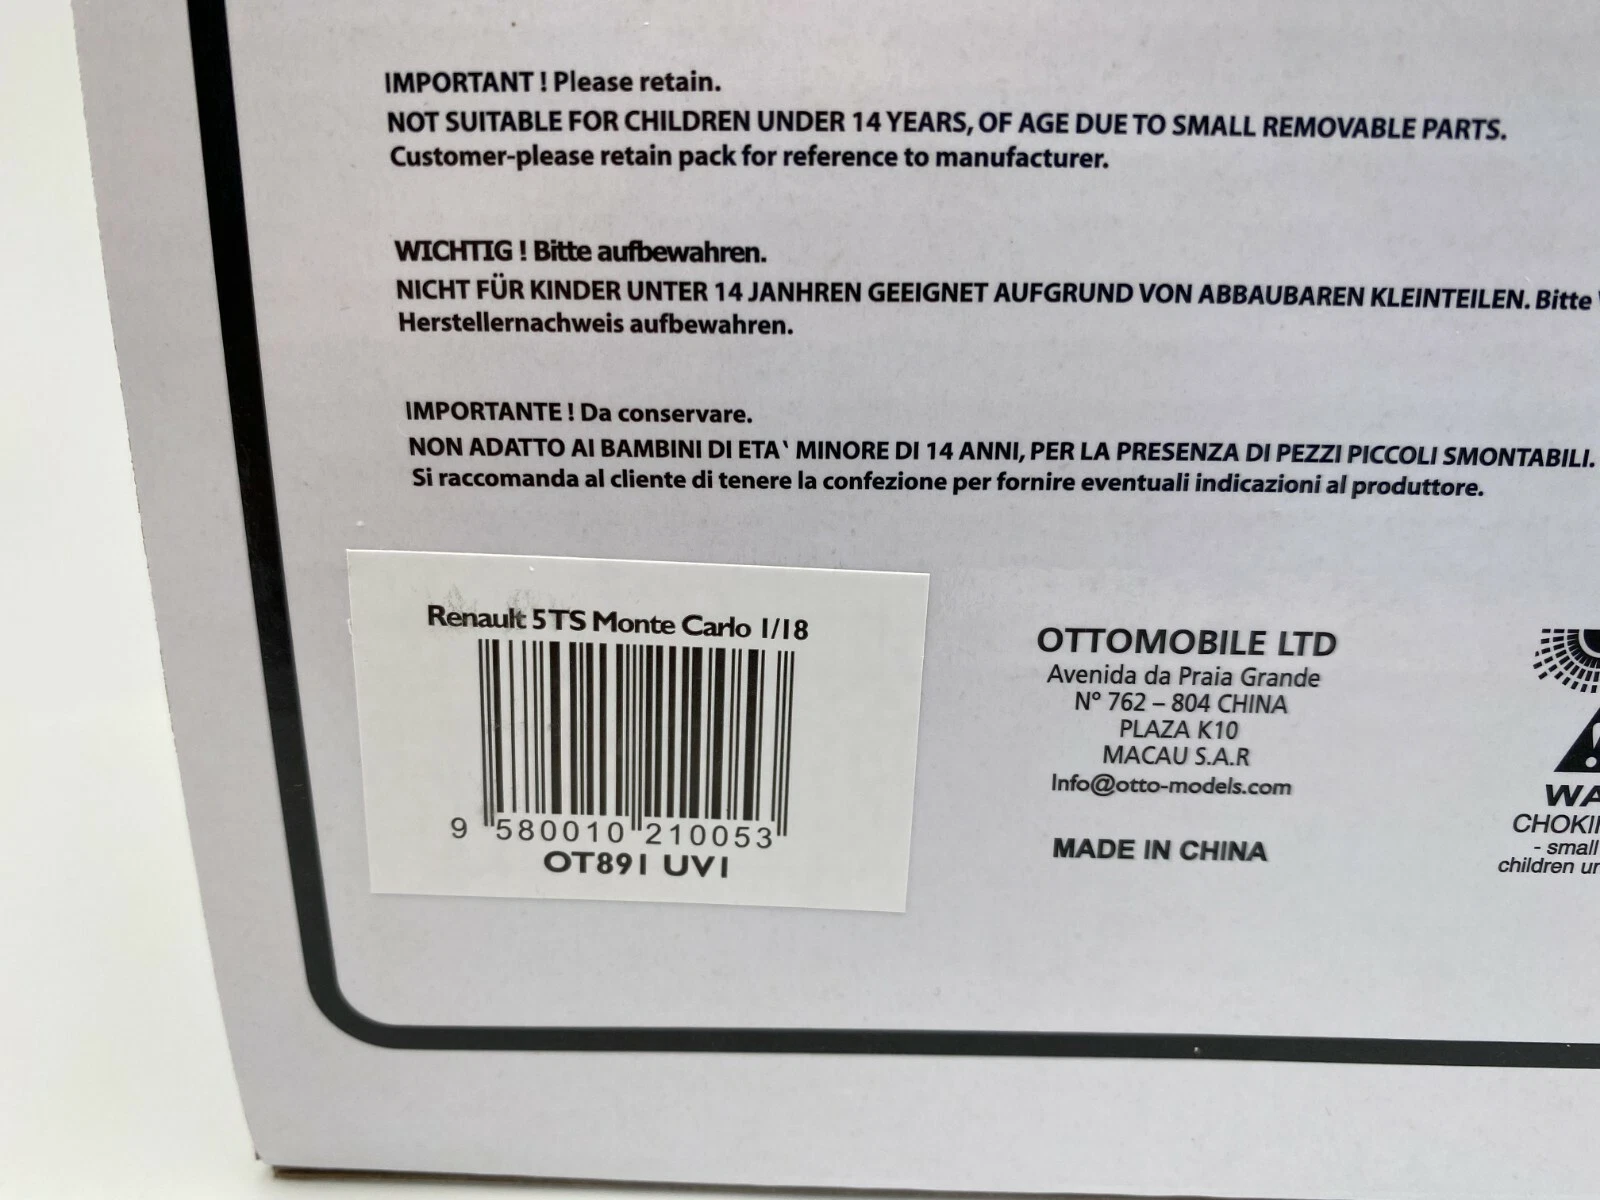 IMPORTANT ! Please retain.
NOT SUITABLE FOR CHILDREN UNDER 14 YEARS, OF AGE DUE TO SMALL REMOVABLE PARTS.
Customer-please retain pack for reference to manufacturer.
WICHTIG ! Bitte aufbewahren.
NICHT FÜR KINDER UNTER 14 JANHREN GEEIGNET AUFGRUND VON ABBAUBAREN KLEINTEILEN. Bitte
Herstellernachweis aufbewahren.
IMPORTANTE ! Da conservare.
NON ADATTO AI BAMBINI DI ETA` MINORE DI 14 ANNI, PER LA PRESENZA DI PEZZI PICCOLI SMONTABILI.
Si raccomanda al cliente di tenere la confezione per fornire eventuali indicazioni al produttore.
Renault 5TS Monte Carlo 1/18
9 580010 210053
OT891 UV1
OTTOMOBILE LTD
Avenida da Praia Grande
N° 762 – 804 CHINA
PLAZA K10
MACAU S.A.R
Info@otto-models.com
MADE IN CHINA
- small
children